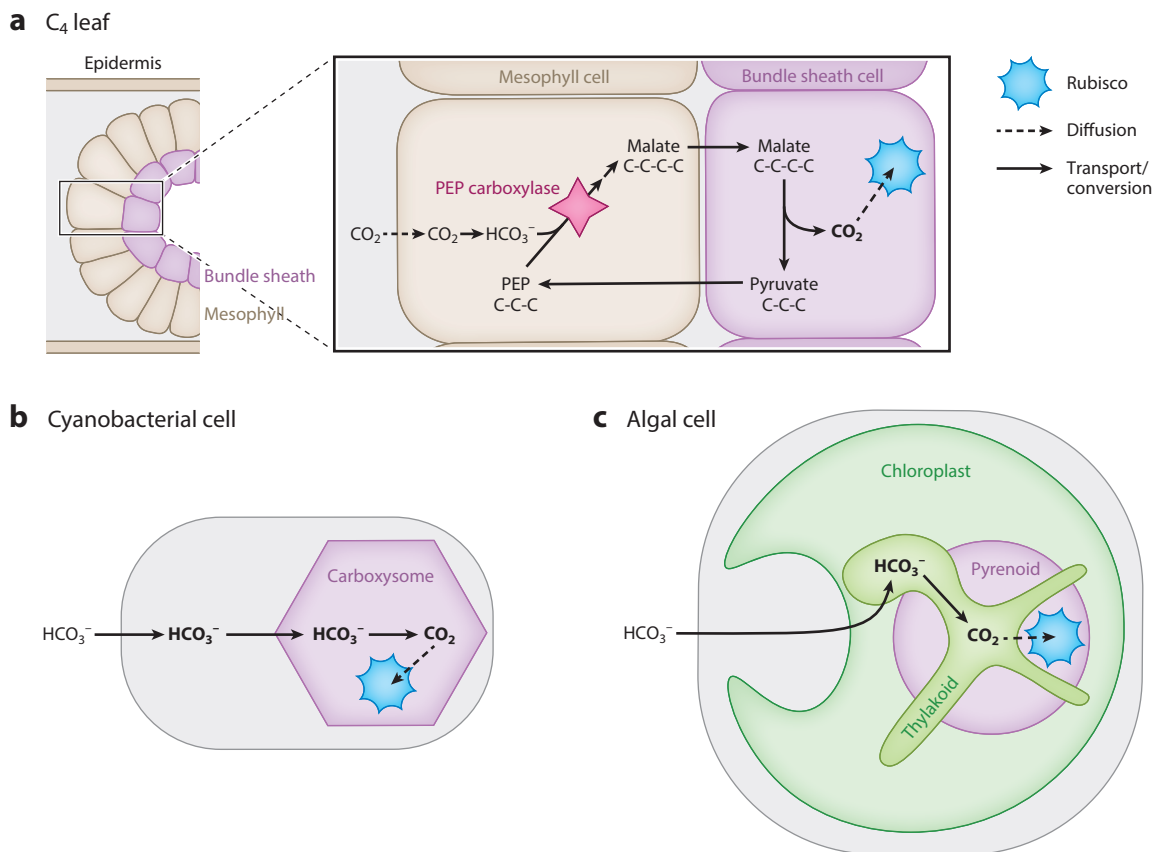 a C₄ leaf
Epidermis
Bundle sheath
Mesophyll
Mesophyll cell
Bundle sheath cell
Malate
C-C-C-C
Malate
C-C-C-C
PEP carboxylase
CO₂
CO₂
HCO₃⁻
CO₂
PEP
C-C-C
Pyruvate
C-C-C
Rubisco
Diffusion
Transport/
conversion
b Cyanobacterial cell
Carboxysome
HCO₃⁻
HCO₃⁻
HCO₃⁻
CO₂
c Algal cell
Chloroplast
HCO₃⁻
Pyrenoid
HCO₃⁻
CO₂
Thylakoid